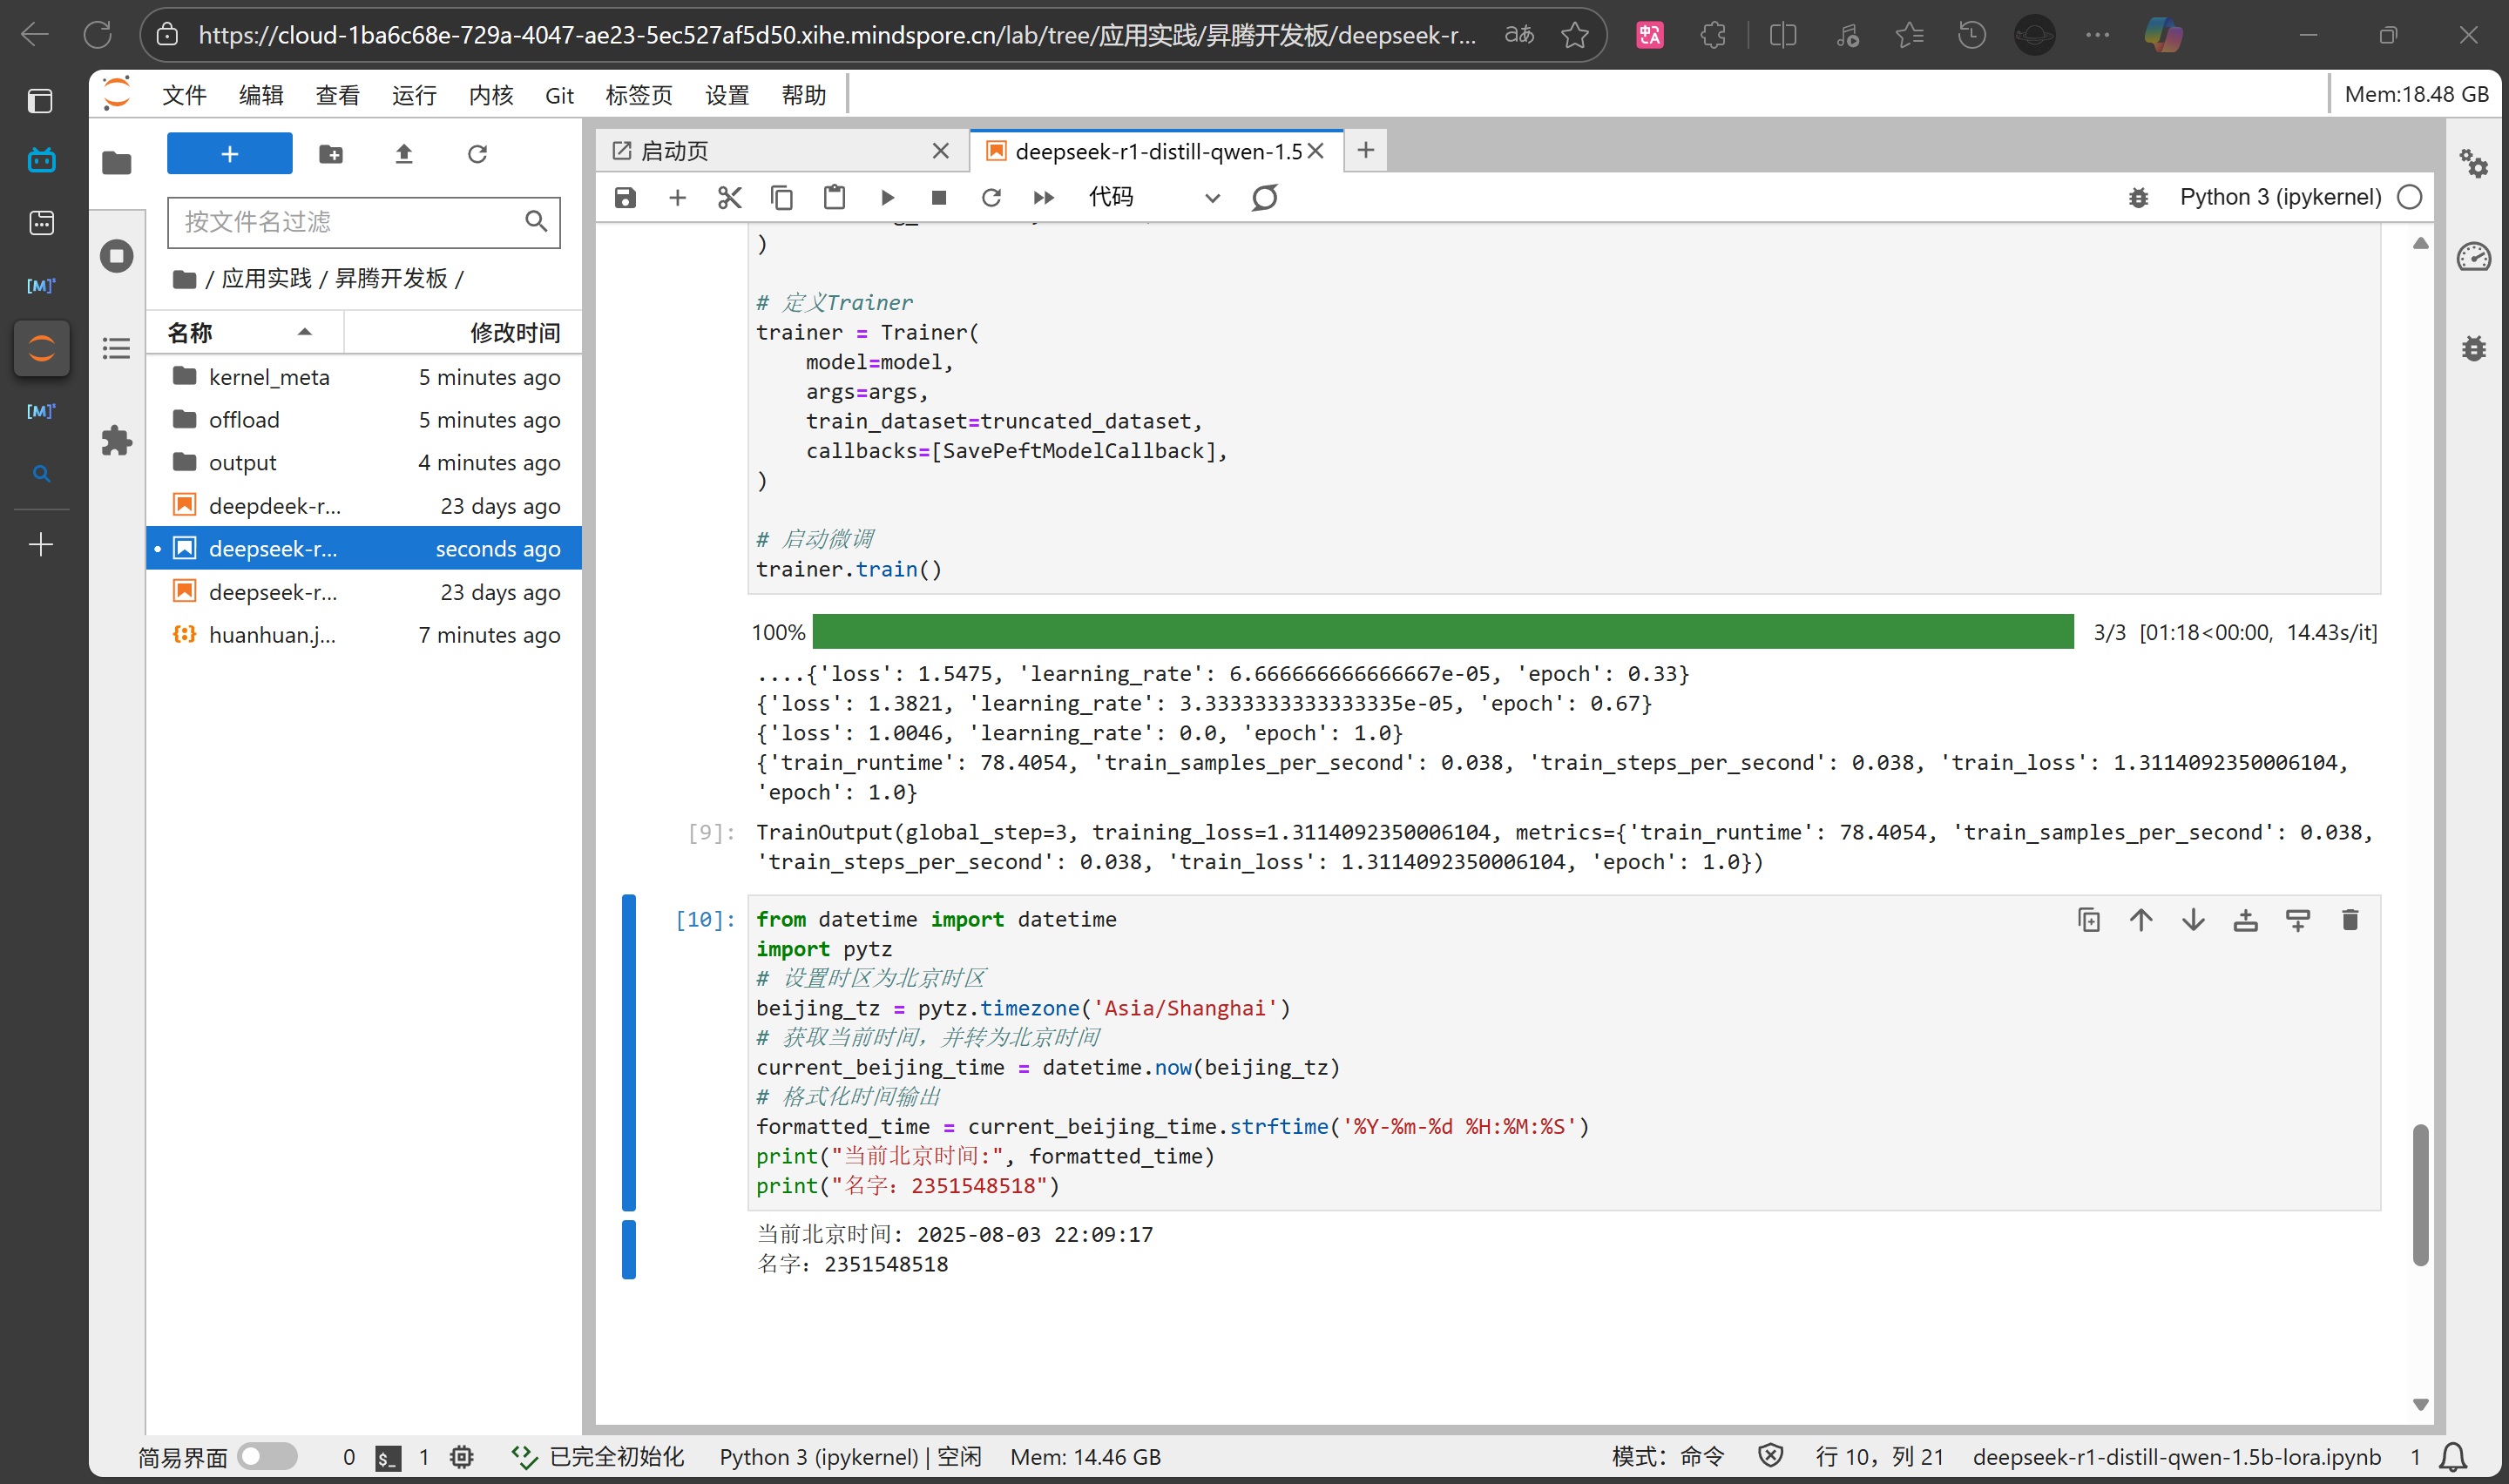 https://cloud-1ba6c68e-729a-4047-ae23-5ec527af5d50.xihe.mindspore.cn/lab/tree/应用实践/昇腾开发板/deepseek-r...
文件 编辑 查看 运行 内核 Git 标签页 设置 帮助
Mem:18.48 GB
按文件名过滤
/ 应用实践 / 昇腾开发板 /
名称 修改时间
kernel_meta 5 minutes ago
offload 5 minutes ago
output 4 minutes ago
deepdeek-r... 23 days ago
deepseek-r... seconds ago
deepseek-r... 23 days ago
huanhuan.j... 7 minutes ago
启动页
deepseek-r1-distill-qwen-1.5
代码
Python 3 (ipykernel)
)
# 定义Trainer
trainer = Trainer(
    model=model,
    args=args,
    train_dataset=truncated_dataset,
    callbacks=[SavePeftModelCallback],
)
# 启动微调
trainer.train()
100% 3/3 [01:18<00:00, 14.43s/it]
....{'loss': 1.5475, 'learning_rate': 6.666666666666667e-05, 'epoch': 0.33}
{'loss': 1.3821, 'learning_rate': 3.3333333333333335e-05, 'epoch': 0.67}
{'loss': 1.0046, 'learning_rate': 0.0, 'epoch': 1.0}
{'train_runtime': 78.4054, 'train_samples_per_second': 0.038, 'train_steps_per_second': 0.038, 'train_loss': 1.3114092350006104,
'epoch': 1.0}
[9]: TrainOutput(global_step=3, training_loss=1.3114092350006104, metrics={'train_runtime': 78.4054, 'train_samples_per_second': 0.038,
'train_steps_per_second': 0.038, 'train_loss': 1.3114092350006104, 'epoch': 1.0})
[10]: from datetime import datetime
import pytz
# 设置时区为北京时区
beijing_tz = pytz.timezone('Asia/Shanghai')
# 获取当前时间，并转为北京时间
current_beijing_time = datetime.now(beijing_tz)
# 格式化时间输出
formatted_time = current_beijing_time.strftime('%Y-%m-%d %H:%M:%S')
print("当前北京时间:", formatted_time)
print("名字：2351548518")
当前北京时间: 2025-08-03 22:09:17
名字：2351548518
简易界面 0 1 已完全初始化 Python 3 (ipykernel) | 空闲 Mem: 14.46 GB
模式：命令 行 10，列 21 deepseek-r1-distill-qwen-1.5b-lora.ipynb 1